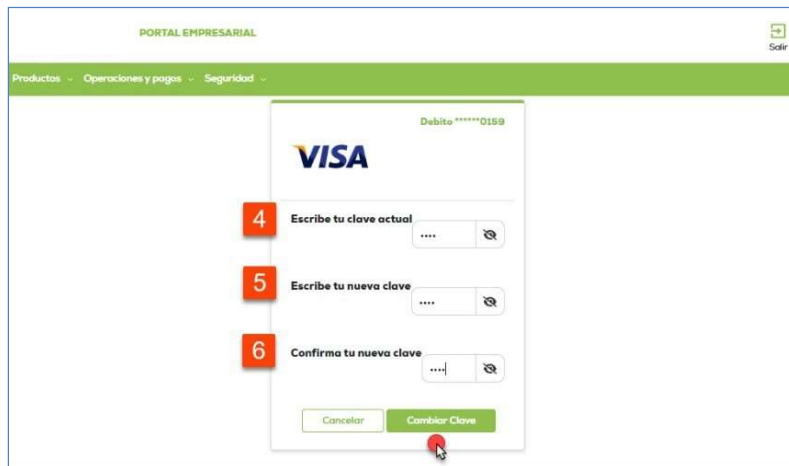 PORTAL EMPRESARIAL
Salir
Productos Operaciones y pagos Seguridad
Debito ******0159
VISA
4 Escribe tu clave actual
••••
5 Escribe tu nueva clave
••••
6 Confirma tu nueva clave
••••
Cancelar Cambiar Clave